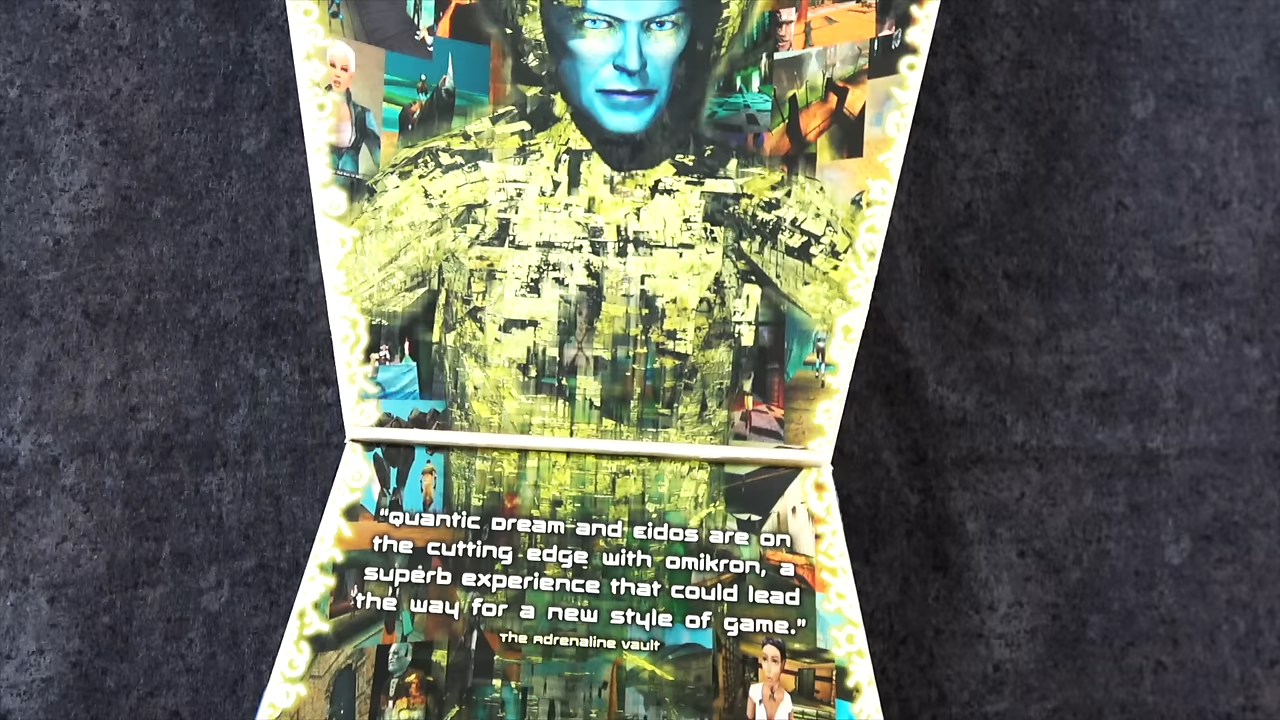 "Quantic Dream and Eidos are on
the cutting edge with omikron, a
superb experience that could lead
the way for a new style of game."
The Adrenaline Vault